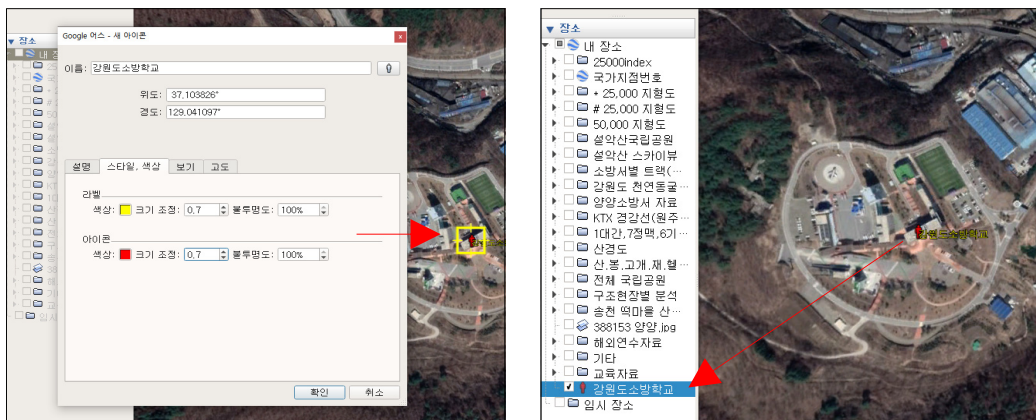 ▼ 장소
Google 어스 - 새 아이콘
이름: 강원도소방학교
위도: 37,103826°
경도: 129,041097°
설명 스타일, 색상 보기 고도
라벨
색상: 크기 조정: 0,7 불투명도: 100%
아이콘
색상: 크기 조정: 0,7 불투명도: 100%
확인 취소
임시
▼ 장소
내 장소
25000index
국가지점번호
+ 25,000 지형도
# 25,000 지형도
50,000 지형도
설악산국립공원
설악산 스카이뷰
소방서별 트랙(…
강원도 천연동굴…
양양소방서 자료
KTX 경강선(원주…
1대간,7정맥,6기…
산경도
산,봉,고개,재,헬…
전체 국립공원
구조현장별 분석
송천 떡마을 산…
388153 양양.jpg
해외연수자료
기타
교육자료
강원도소방학교
임시 장소
강원도소방학교